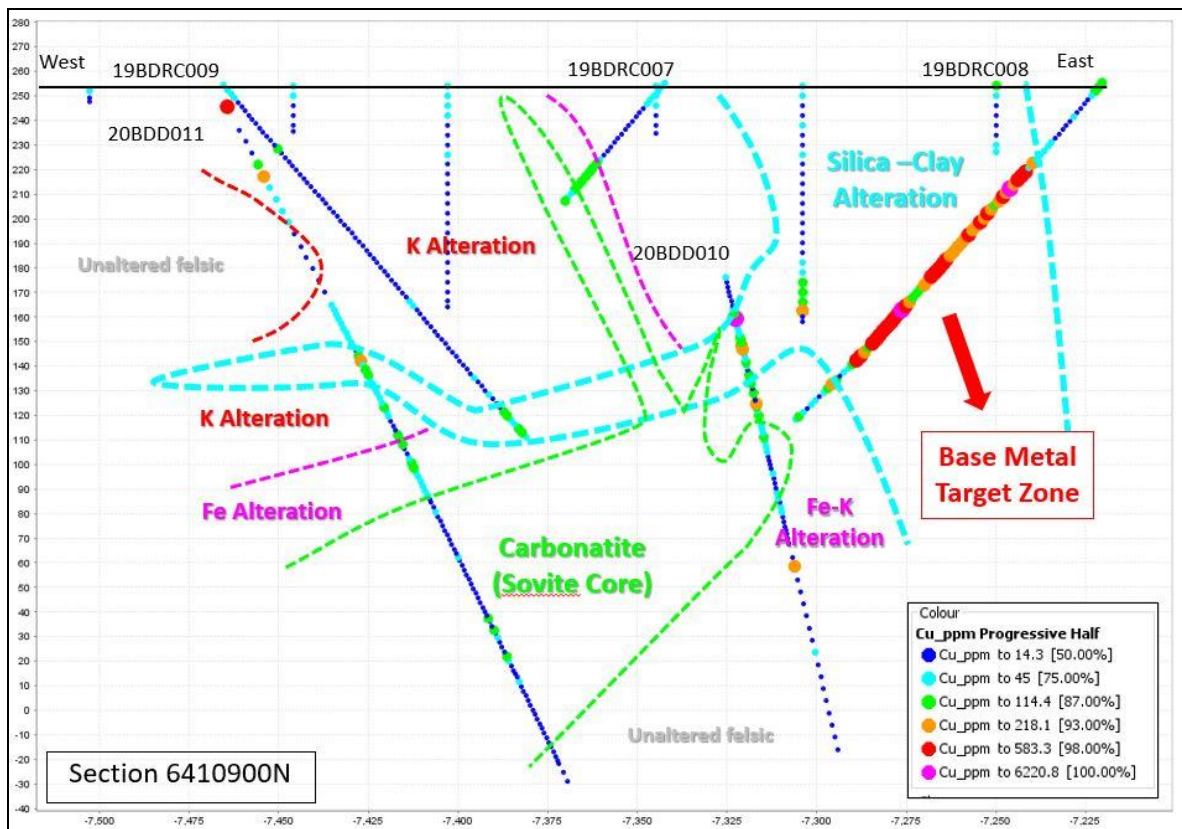 280
270
260
250
240
230
220
210
200
190
180
170
160
150
140
130
120
110
100
90
80
70
60
50
40
30
20
10
0
-10
-20
-30
-40
West
19BDRC009
19BDRC007
19BDRC008
East
20BDD011
Silica –Clay
Alteration
K Alteration
20BDD010
Unaltered felsic
K Alteration
Base Metal
Target Zone
Fe Alteration
Fe-K
Alteration
Carbonatite
(Sovite Core)
Unaltered felsic
Section 6410900N
Colour
Cu_ppm Progressive Half
Cu_ppm to 14.3 [50.00%]
Cu_ppm to 45 [75.00%]
Cu_ppm to 114.4 [87.00%]
Cu_ppm to 218.1 [93.00%]
Cu_ppm to 583.3 [98.00%]
Cu_ppm to 6220.8 [100.00%]
-7,500
-7,475
-7,450
-7,425
-7,400
-7,375
-7,350
-7,325
-7,300
-7,275
-7,250
-7,225